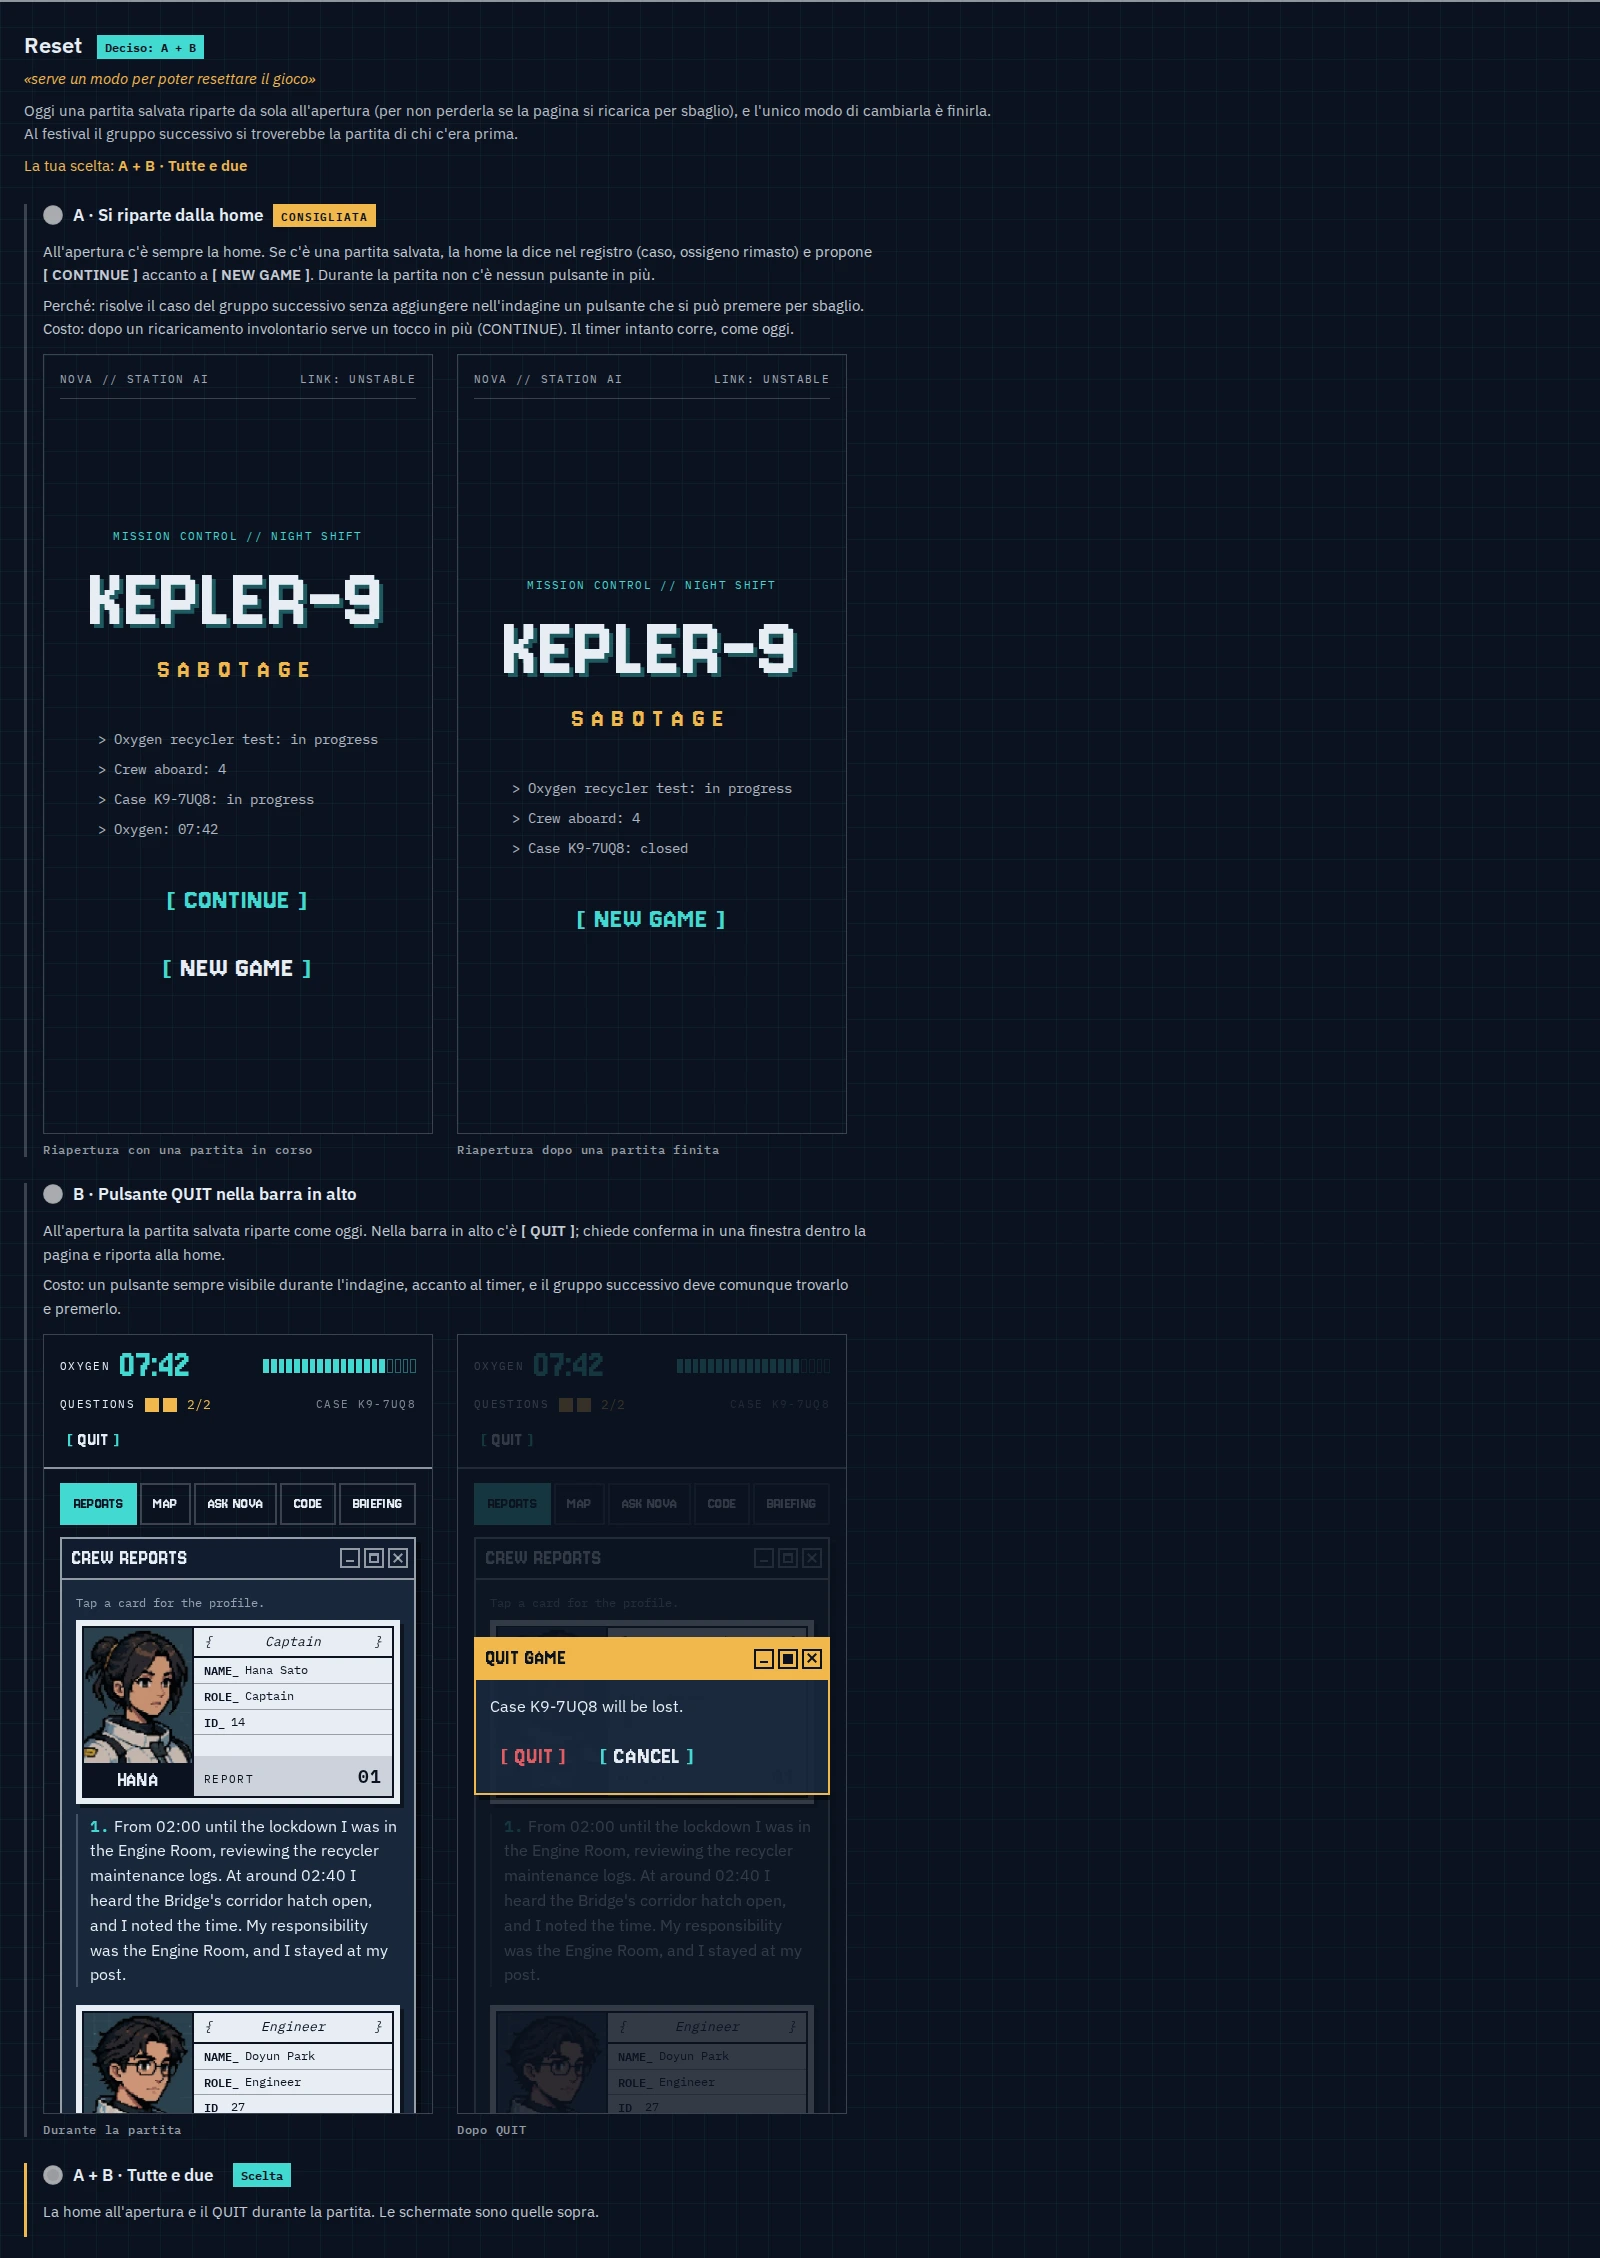 Reset Deciso: A + B
«serve un modo per poter resettare il gioco»
Oggi una partita salvata riparte da sola all'apertura (per non perderla se la pagina si ricarica per sbaglio), e l'unico modo di cambiarla è finirla.
Al festival il gruppo successivo si troverebbe la partita di chi c'era prima.
La tua scelta: A + B · Tutte e due
A · Si riparte dalla home CONSIGLIATA
All'apertura c'è sempre la home. Se c'è una partita salvata, la home la dice nel registro (caso, ossigeno rimasto) e propone
[ CONTINUE ] accanto a [ NEW GAME ]. Durante la partita non c'è nessun pulsante in più.
Perché: risolve il caso del gruppo successivo senza aggiungere nell'indagine un pulsante che si può premere per sbaglio.
Costo: dopo un ricaricamento involontario serve un tocco in più (CONTINUE). Il timer intanto corre, come oggi.
NOVA // STATION AI LINK: UNSTABLE
MISSION CONTROL // NIGHT SHIFT
KEPLER-9
SABOTAGE
> Oxygen recycler test: in progress
> Crew aboard: 4
> Case K9-7UQ8: in progress
> Oxygen: 07:42
[ CONTINUE ]
[ NEW GAME ]
Riapertura con una partita in corso
NOVA // STATION AI LINK: UNSTABLE
MISSION CONTROL // NIGHT SHIFT
KEPLER-9
SABOTAGE
> Oxygen recycler test: in progress
> Crew aboard: 4
> Case K9-7UQ8: closed
[ NEW GAME ]
Riapertura dopo una partita finita
B · Pulsante QUIT nella barra in alto
All'apertura la partita salvata riparte come oggi. Nella barra in alto c'è [ QUIT ]; chiede conferma in una finestra dentro la
pagina e riporta alla home.
Costo: un pulsante sempre visibile durante l'indagine, accanto al timer, e il gruppo successivo deve comunque trovarlo
e premerlo.
OXYGEN 07:42
QUESTIONS 2/2 CASE K9-7UQ8
[ QUIT ]
REPORTS MAP ASK NOVA CODE BRIEFING
CREW REPORTS
Tap a card for the profile.
{ Captain }
NAME_ Hana Sato
ROLE_ Captain
ID_ 14
HANA REPORT 01
1. From 02:00 until the lockdown I was in
the Engine Room, reviewing the recycler
maintenance logs. At around 02:40 I
heard the Bridge's corridor hatch open,
and I noted the time. My responsibility
was the Engine Room, and I stayed at my
post.
{ Engineer }
NAME_ Doyun Park
ROLE_ Engineer
ID_ 27
Durante la partita
OXYGEN 07:42
QUESTIONS 2/2 CASE K9-7UQ8
[ QUIT ]
REPORTS MAP ASK NOVA CODE BRIEFING
CREW REPORTS
Tap a card for the profile.
QUIT GAME
Case K9-7UQ8 will be lost.
[ QUIT ] [ CANCEL ]
1. From 02:00 until the lockdown I was in
the Engine Room, reviewing the recycler
maintenance logs. At around 02:40 I
heard the Bridge's corridor hatch open,
and I noted the time. My responsibility
was the Engine Room, and I stayed at my
post.
{ Engineer }
NAME_ Doyun Park
ROLE_ Engineer
ID_ 27
Dopo QUIT
A + B · Tutte e due Scelta
La home all'apertura e il QUIT durante la partita. Le schermate sono quelle sopra.